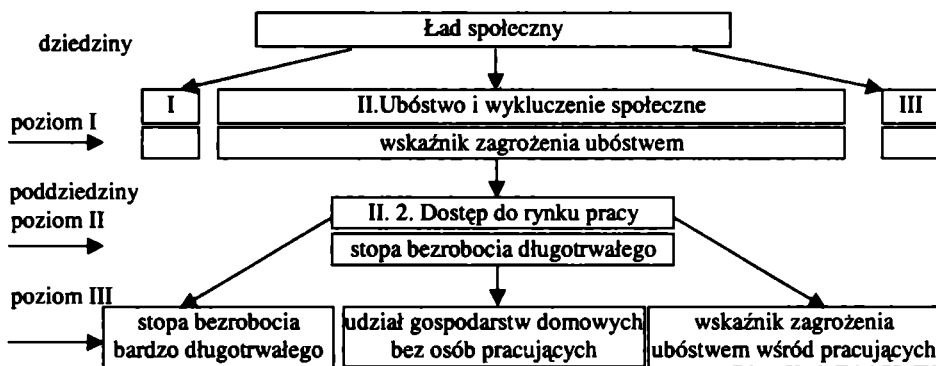 Ład społeczny
dziedziny
I
II.Ubóstwo i wykluczenie społeczne
III
poziom I
wskaźnik zagrożenia ubóstwem
poddziedziny
II. 2. Dostęp do rynku pracy
poziom II
stopa bezrobocia długotrwałego
poziom III
stopa bezrobocia
bardzo długotrwałego
udział gospodarstw domowych
bez osób pracujących
wskaźnik zagrożenia
ubóstwem wśród pracujących